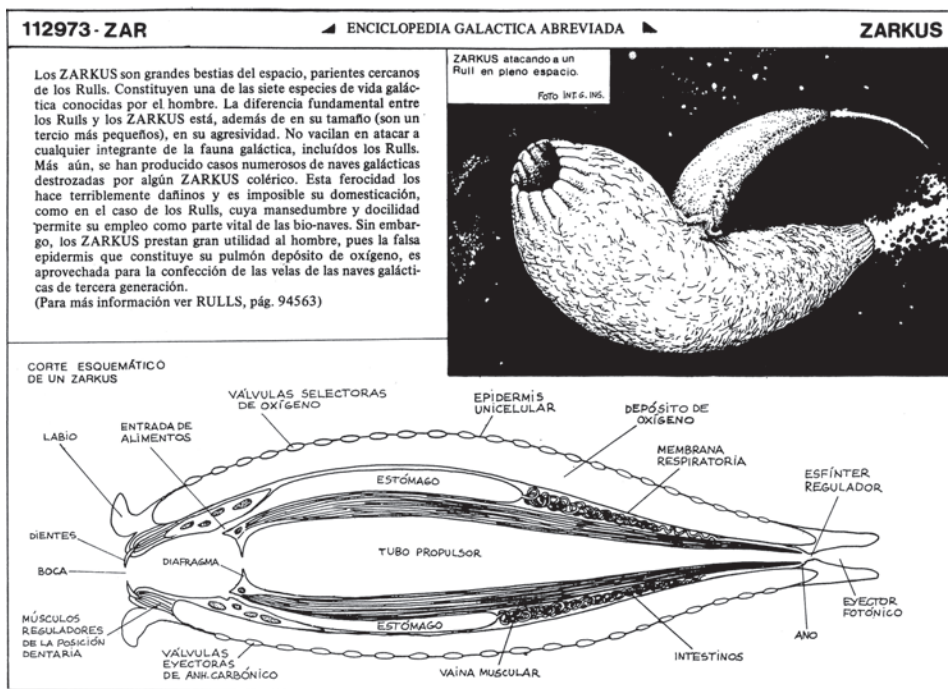 112973 - ZAR
ENCICLOPEDIA GALACTICA ABREVIADA
ZARKUS
Los ZARKUS son grandes bestias del espacio, parientes cercanos
de los Rulls. Constituyen una de las siete especies de vida galác-
tica conocidas por el hombre. La diferencia fundamental entre
los Rulls y los ZARKUS está, además de en su tamaño (son un
tercio más pequeños), en su agresividad. No vacilan en atacar a
cualquier integrante de la fauna galáctica, incluídos los Rulls.
Más aún, se han producido casos numerosos de naves galácticas
destrozadas por algún ZARKUS colérico. Esta ferocidad los
hace terriblemente dañinos y es imposible su domesticación,
como en el caso de los Rulls, cuya mansedumbre y docilidad
permite su empleo como parte vital de las bio-naves. Sin embar-
go, los ZARKUS prestan gran utilidad al hombre, pues la falsa
epidermis que constituye su pulmón depósito de oxígeno, es
aprovechada para la confección de las velas de las naves galácti-
cas de tercera generación.
(Para más información ver RULLS, pág. 94563)
ZARKUS atacando a un
Rull en pleno espacio.
FOTO INT. G. INS.
CORTE ESQUEMÁTICO
DE UN ZARKUS
LABIO
ENTRADA DE
ALIMENTOS
VÁLVULAS SELECTORAS
DE OXÍGENO
EPIDERMIS
UNICELULAR
DEPÓSITO DE
OXÍGENO
MEMBRANA
RESPIRATORIA
ESFÍNTER
REGULADOR
ESTÓMAGO
DIENTES
BOCA
DIAFRAGMA
TUBO PROPULSOR
MÚSCULOS
REGULADORES
DE LA POSICIÓN
DENTARIA
VÁLVULAS
EYECTORAS
DE ANH. CARBÓNICO
ESTÓMAGO
VAINA MUSCULAR
INTESTINOS
ANO
EYECTOR
FOTÓNICO